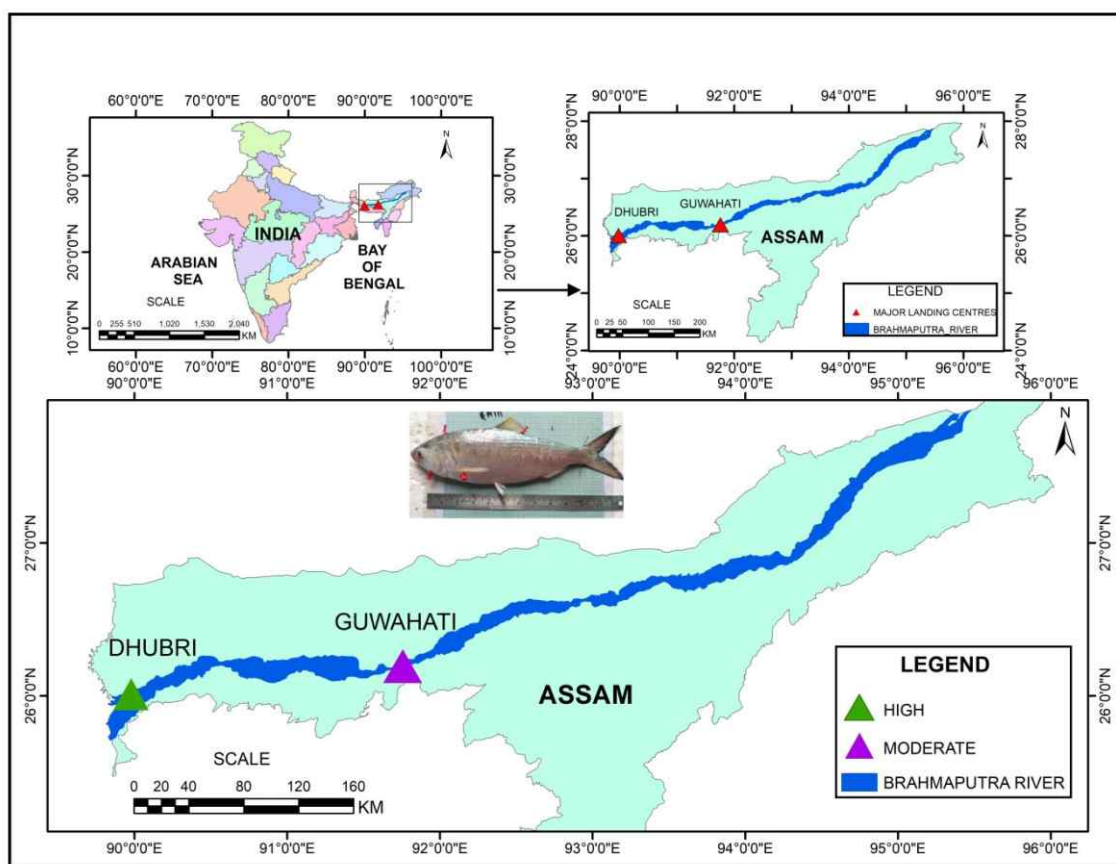 60°0'0"E 70°0'0"E 80°0'0"E 90°0'0"E 100°0'0"E
30°0'0"N
20°0'0"N
10°0'0"N
N
INDIA
ARABIAN
SEA
BAY
OF
BENGAL
SCALE
0 255 510 1,020 1,530 2,040
KM
30°0'0"N
20°0'0"N
10°0'0"N
60°0'0"E 70°0'0"E 80°0'0"E 90°0'0"E 100°0'0"E
90°0'0"E 92°0'0"E 94°0'0"E 96°0'0"E
28°0'0"N
26°0'0"N
24°0'0"N
N
DHUBRI
GUWAHATI
ASSAM
SCALE
0 25 50 100 150 200
KM
LEGEND
MAJOR LANDING CENTRES
BRAHMAPUTRA_RIVER
28°0'0"N
26°0'0"N
24°0'0"N
90°0'0"E 92°0'0"E 94°0'0"E 96°0'0"E
90°0'0"E 91°0'0"E 92°0'0"E 93°0'0"E 94°0'0"E 95°0'0"E 96°0'0"E
27°0'0"N
26°0'0"N
N
DHUBRI
GUWAHATI
ASSAM
SCALE
0 10 20 40 80 120 160
KM
LEGEND
HIGH
MODERATE
BRAHMAPUTRA RIVER
27°0'0"N
26°0'0"N
90°0'0"E 91°0'0"E 92°0'0"E 93°0'0"E 94°0'0"E 95°0'0"E 96°0'0"E